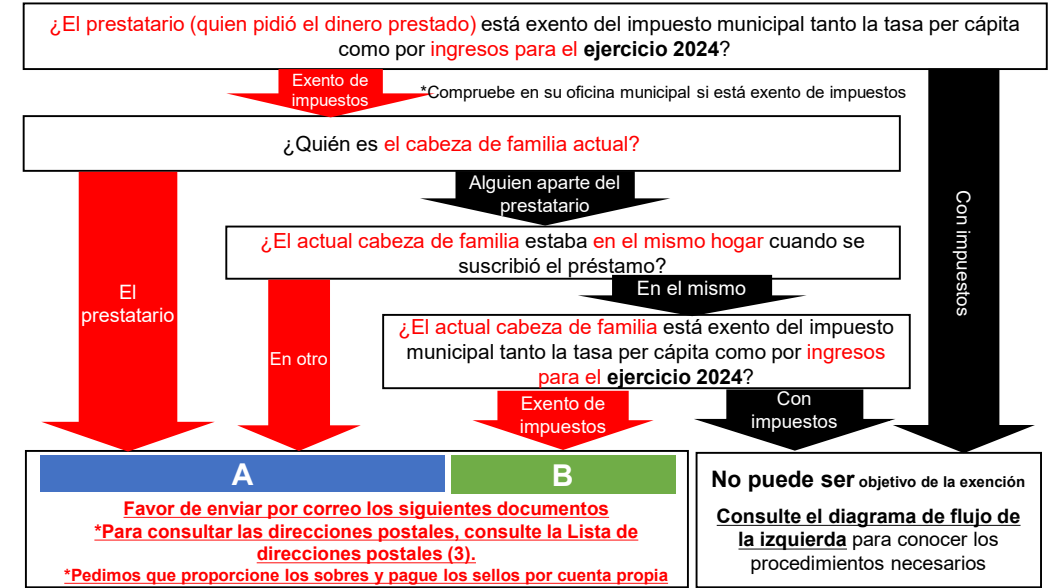 ¿El prestatario (quien pidió el dinero prestado) está exento del impuesto municipal tanto la tasa per cápita
como por ingresos para el ejercicio 2024?
Exento de
impuestos
*Compruebe en su oficina municipal si está exento de impuestos
¿Quién es el cabeza de familia actual?
Alguien aparte del
prestatario
Con impuestos
¿El actual cabeza de familia estaba en el mismo hogar cuando se
suscribió el préstamo?
El
prestatario
En el mismo
¿El actual cabeza de familia está exento del impuesto
municipal tanto la tasa per cápita como por ingresos
para el ejercicio 2024?
En otro
Exento de
impuestos
Con
impuestos
A
B
Favor de enviar por correo los siguientes documentos
*Para consultar las direcciones postales, consulte la Lista de
direcciones postales (3).
*Pedimos que proporcione los sobres y pague los sellos por cuenta propia
No puede ser objetivo de la exención
Consulte el diagrama de flujo de
la izquierda para conocer los
procedimientos necesarios